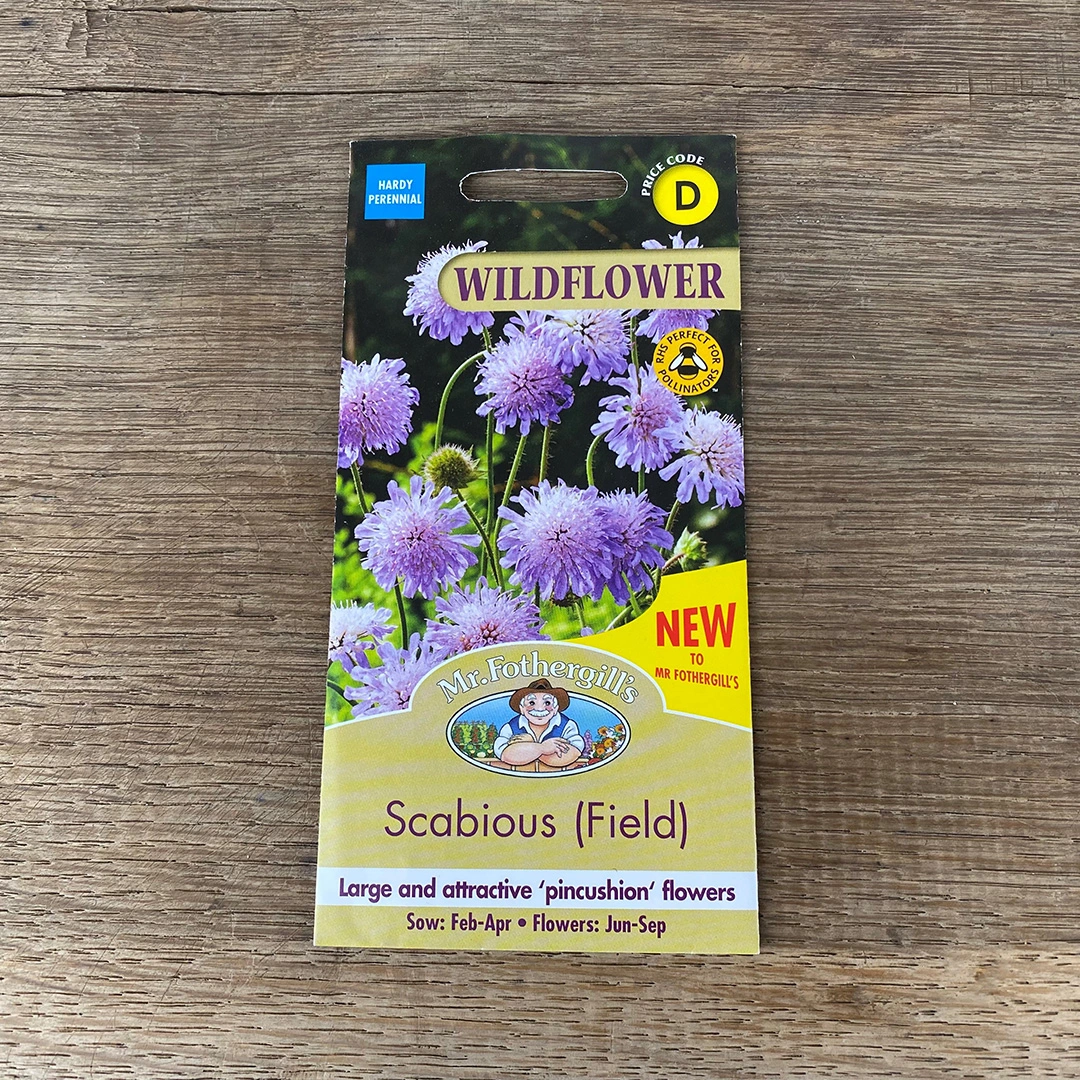 HARDY
PERENNIAL
PRICE CODE
D
WILDFLOWER
RHS PERFECT FOR
POLLINATORS
NEW
TO
MR FOTHERGILL'S
Mr. Fothergill's
Scabious (Field)
Large and attractive ‘pincushion‘ flowers
Sow: Feb-Apr • Flowers: Jun-Sep